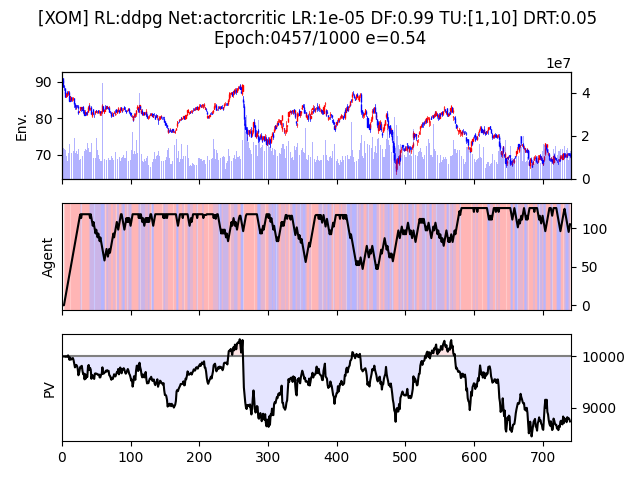 [XOM] RL:ddpg Net:actorcritic LR:1e-05 DF:0.99 TU:[1,10] DRT:0.05
Epoch:0457/1000 e=0.54
1e7
90
80
70
Env.
4
2
0
Agent
100
50
0
PV
10000
9000
0 100 200 300 400 500 600 700